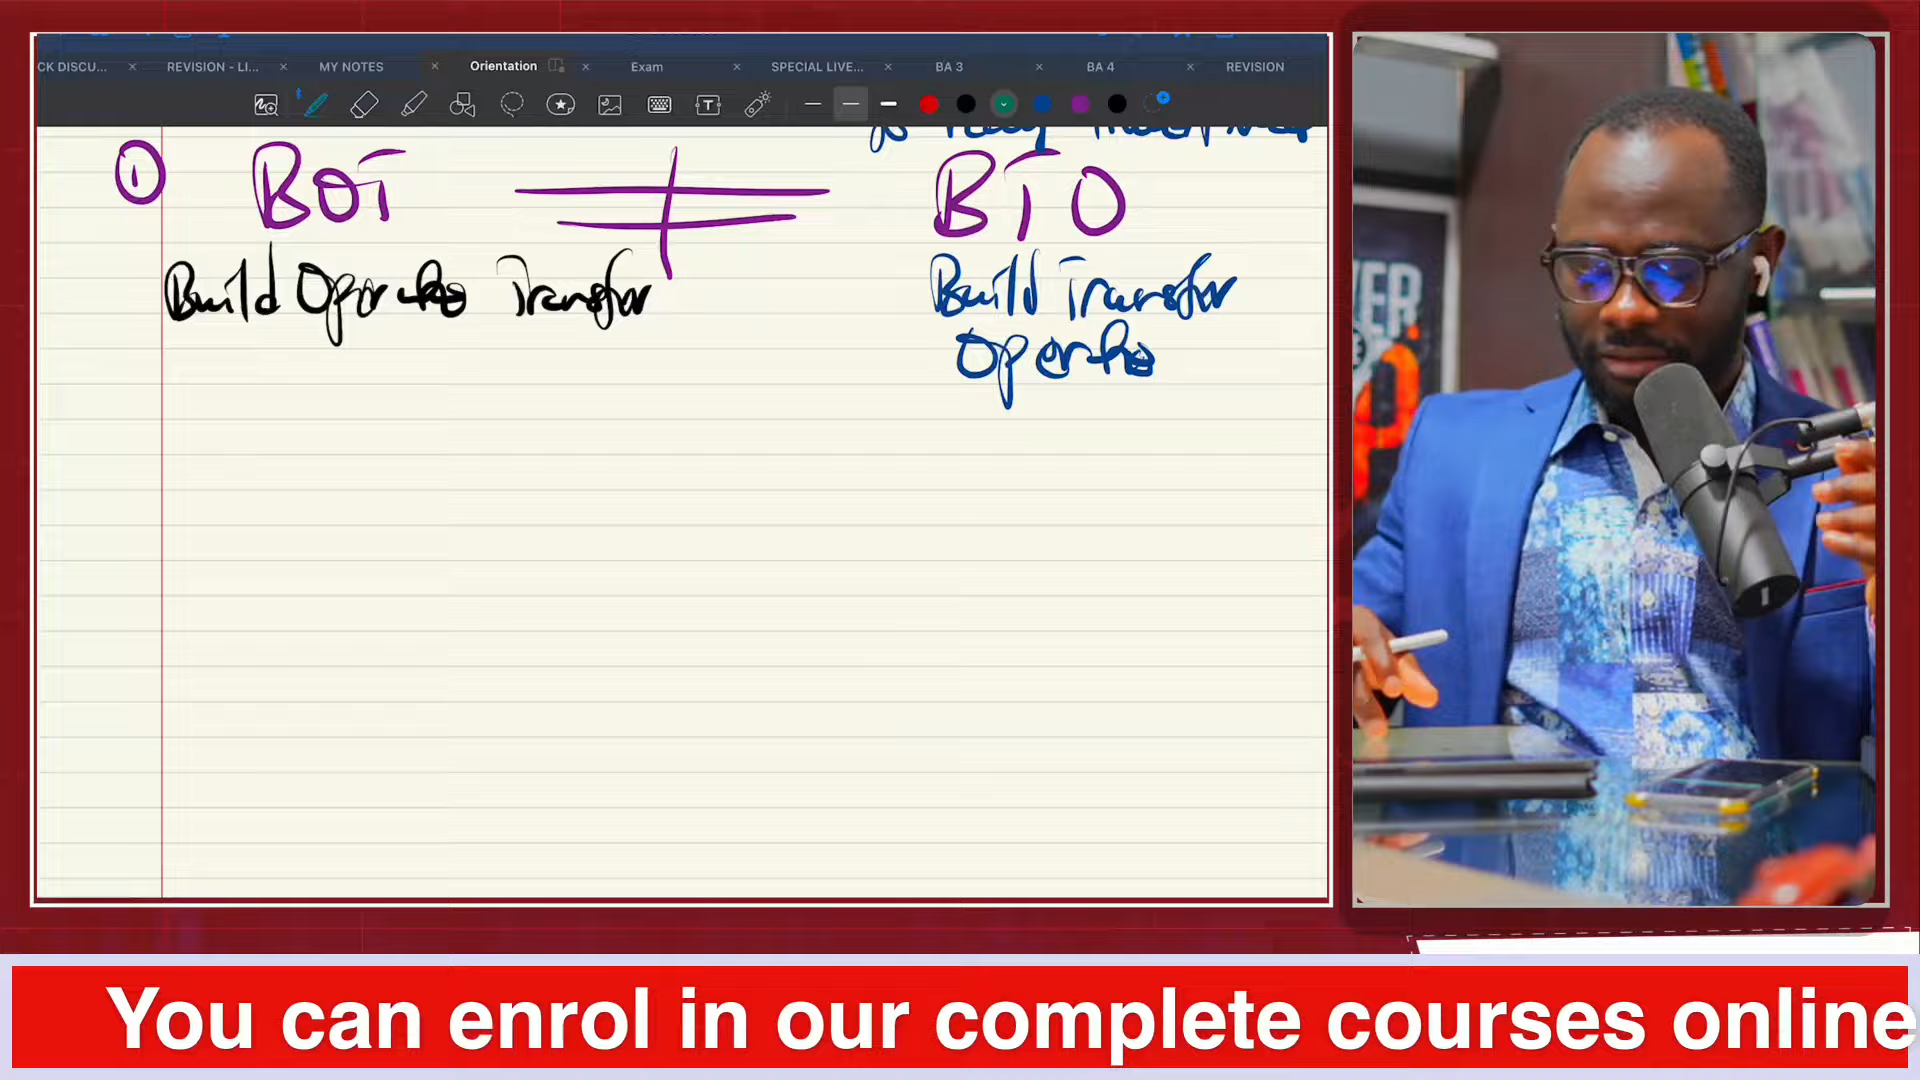 CK DISCU... REVISION - LI... MY NOTES Orientation Exam SPECIAL LIVE... BA 3 BA 4 REVISION
① BOT ≠ BTO
Build Operate Transfer
Build Transfer
Operate
You can enrol in our complete courses online